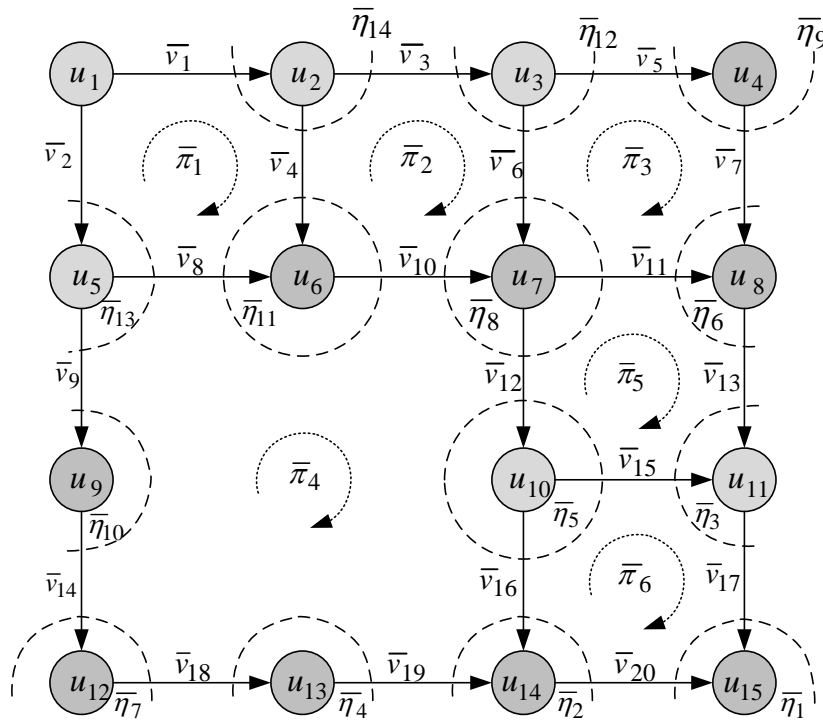 η̅₁₄ η̅₁₂ η̅₉
u₁ v̅₁ u₂ v̅₃ u₃ v̅₅ u₄
v̅₂ π̅₁ v̅₄ π̅₂ v̅₆ π̅₃ v̅₇
u₅ v̅₈ u₆ v̅₁₀ u₇ v̅₁₁ u₈
η̅₁₃ η̅₁₁ η̅₈ η̅₆
v̅₉ v̅₁₂ π̅₅ v̅₁₃
u₉ π̅₄ u₁₀ v̅₁₅ u₁₁
η̅₁₀ η̅₅ η̅₃
v̅₁₄ v̅₁₆ π̅₆ v̅₁₇
u₁₂ v̅₁₈ u₁₃ v̅₁₉ u₁₄ v̅₂₀ u₁₅
η̅₇ η̅₄ η̅₂ η̅₁